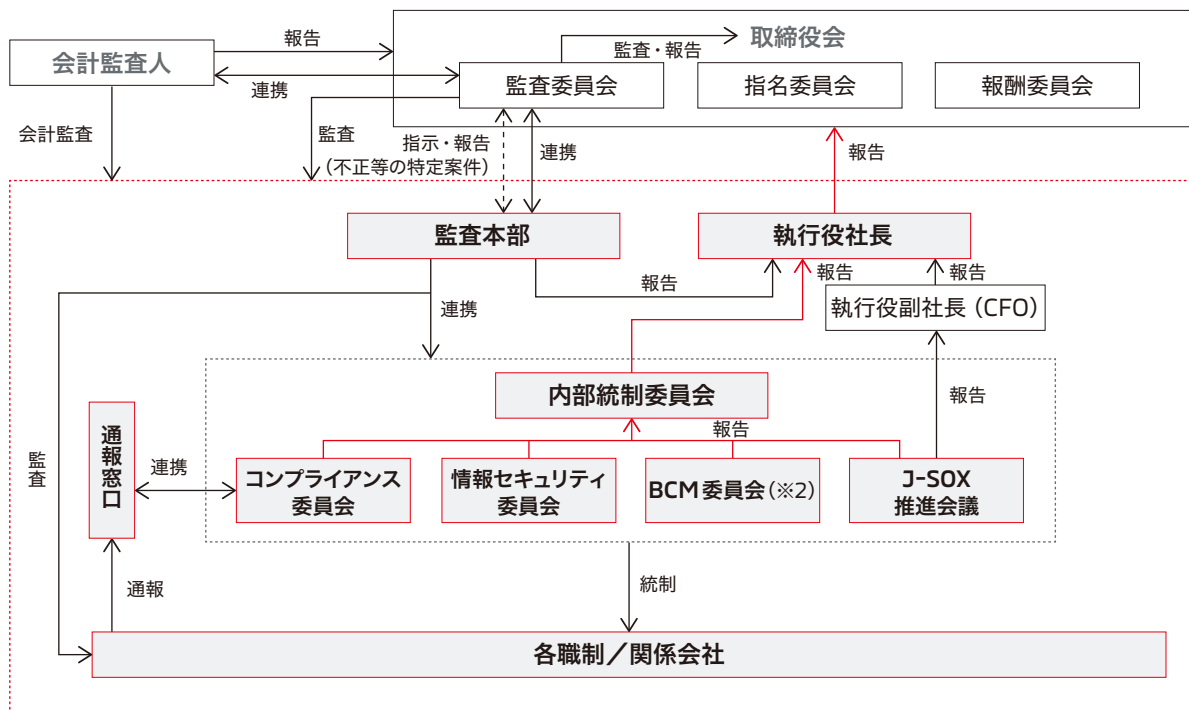 報告
取締役会
会計監査人
監査・報告
連携
監査委員会
指名委員会
報酬委員会
会計監査
監査
指示・報告
(不正等の特定案件)
連携
報告
監査本部
執行役社長
報告
報告
報告
連携
執行役副社長(CFO)
内部統制委員会
報告
通報窓口
報告
監査
連携
コンプライアンス
委員会
情報セキュリティ
委員会
BCM委員会(※2)
J-SOX
推進会議
通報
統制
各職制/関係会社